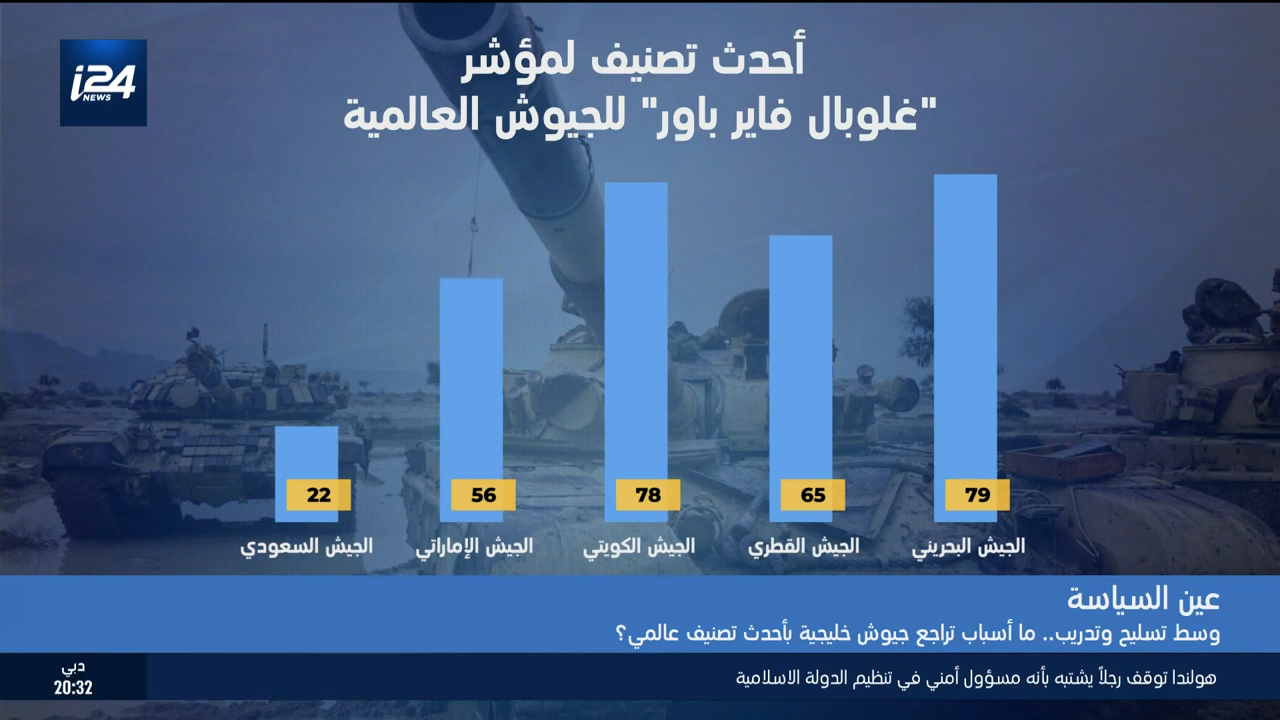 i24
NEWS
أحدث تصنيف لمؤشر
"غلوبال فاير باور" للجيوش العالمية
79
65
78
56
22
الجيش البحريني
الجيش القطري
الجيش الكويتي
الجيش الإماراتي
الجيش السعودي
عين السياسة
وسط تسليح وتدريب.. ما أسباب تراجع جيوش خليجية بأحدث تصنيف عالمي؟
هولندا توقف رجلاً يشتبه بأنه مسؤول أمني في تنظيم الدولة الاسلامية
دبي
20:32